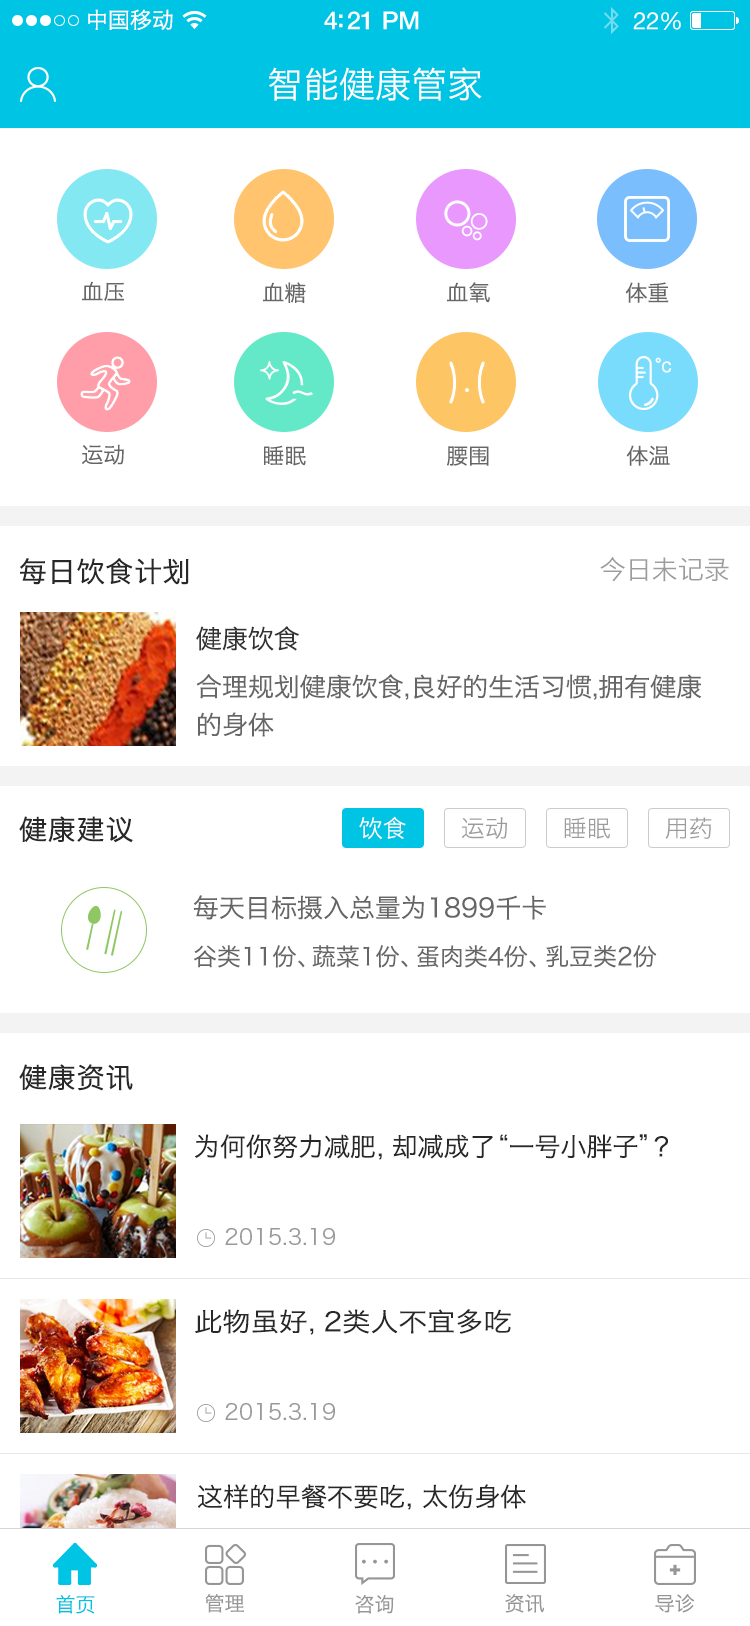 中国移动 4:21 PM 22%
智能健康管家
血压 血糖 血氧 体重
运动 睡眠 腰围 体温
每日饮食计划 今日未记录
健康饮食
合理规划健康饮食,良好的生活习惯,拥有健康
的身体
健康建议 饮食 运动 睡眠 用药
每天目标摄入总量为1899千卡
谷类11份、蔬菜1份、蛋肉类4份、乳豆类2份
健康资讯
为何你努力减肥, 却减成了“一号小胖子”？
2015.3.19
此物虽好, 2类人不宜多吃
2015.3.19
这样的早餐不要吃, 太伤身体
首页 管理 咨询 资讯 导诊